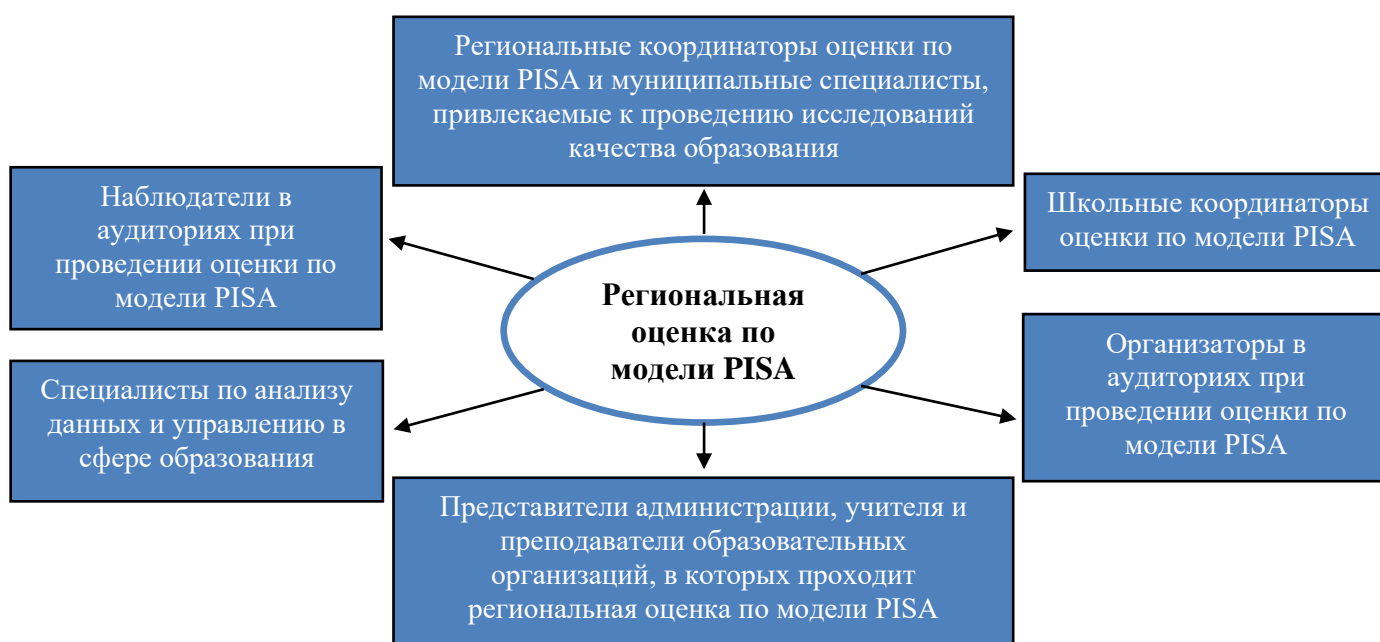 Региональные координаторы оценки по
модели PISA и муниципальные специалисты,
привлекаемые к проведению исследований
качества образования
Наблюдатели в
аудиториях при
проведении оценки по
модели PISA
Школьные координаторы
оценки по модели PISA
Региональная
оценка по
модели PISA
Специалисты по анализу
данных и управлению в
сфере образования
Организаторы в
аудиториях при
проведении оценки по
модели PISA
Представители администрации, учителя и
преподаватели образовательных
организаций, в которых проходит
региональная оценка по модели PISA